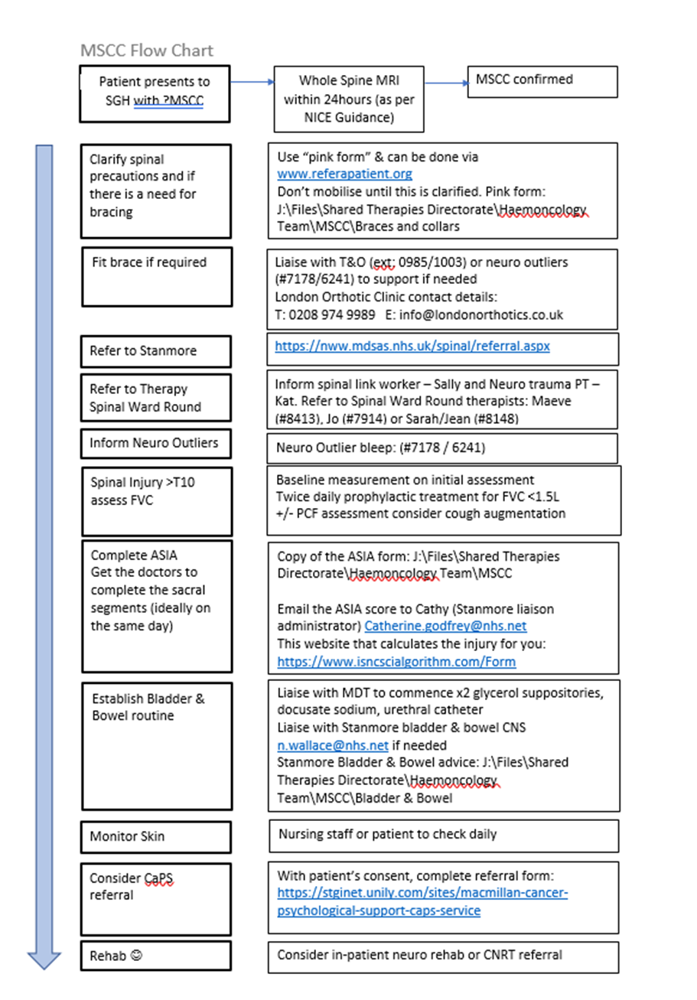 MSCC Flow Chart
Patient presents to
SGH with ?MSCC
Whole Spine MRI
within 24hours (as per
NICE Guidance)
MSCC confirmed
Clarify spinal
precautions and if
there is a need for
bracing
Use “pink form” & can be done via
www.referapatient.org
Don’t mobilise until this is clarified. Pink form:
J:\Files\Shared Therapies Directorate\Haemoncology
Team\MSCC\Braces and collars
Fit brace if required
Liaise with T&O (ext: 0985/1003) or neuro outliers
(#7178/6241) to support if needed
London Orthotic Clinic contact details:
T: 0208 974 9989 E: info@londonorthotics.co.uk
Refer to Stanmore
https://nww.mdsas.nhs.uk/spinal/referral.aspx
Refer to Therapy
Spinal Ward Round
Inform spinal link worker – Sally and Neuro trauma PT –
Kat. Refer to Spinal Ward Round therapists: Maeve
(#8413), Jo (#7914) or Sarah/Jean (#8148)
Inform Neuro Outliers
Neuro Outlier bleep: (#7178 / 6241)
Spinal Injury >T10
assess FVC
Baseline measurement on initial assessment
Twice daily prophylactic treatment for FVC <1.5L
+/- PCF assessment consider cough augmentation
Complete ASIA
Get the doctors to
complete the sacral
segments (ideally on
the same day)
Copy of the ASIA form: J:\Files\Shared Therapies
Directorate\Haemoncology Team\MSCC
Email the ASIA score to Cathy (Stanmore liaison
administrator) Catherine.godfrey@nhs.net
This website that calculates the injury for you:
https://www.isncscialgorithm.com/Form
Establish Bladder &
Bowel routine
Liaise with MDT to commence x2 glycerol suppositories,
docusate sodium, urethral catheter
Liaise with Stanmore bladder & bowel CNS
n.wallace@nhs.net if needed
Stanmore Bladder & Bowel advice: J:\Files\Shared
Therapies Directorate\Haemoncology
Team\MSCC\Bladder & Bowel
Monitor Skin
Nursing staff or patient to check daily
Consider CaPS
referral
With patient’s consent, complete referral form:
https://stginet.unily.com/sites/macmillan-cancer-
psychological-support-caps-service
Rehab ☺
Consider in-patient neuro rehab or CNRT referral